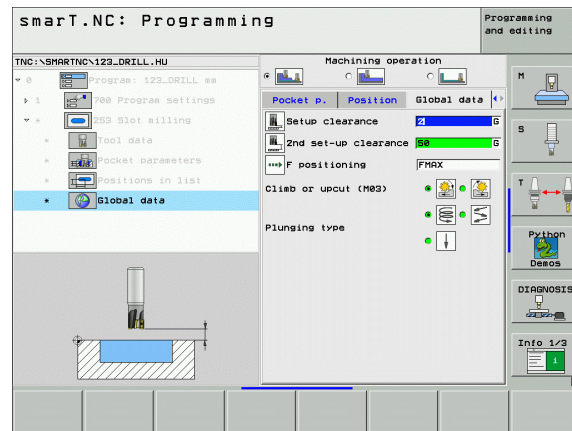 smarT.NC: Programming
Programming and editing
TNC:\SMARTNC\123_DRILL.HU
Machining operation
0 Program: 123_DRILL mm
1 700 Program settings
* 253 Slot milling
* Tool data
* Pocket parameters
* Positions in list
* Global data
Pocket p. Position Global data
Setup clearance 2 G
2nd set-up clearance 50 G
F positioning FMAX
Climb or upcut (M03)
Plunging type
M
S
T
Python Demos
DIAGNOSIS
Info 1/3